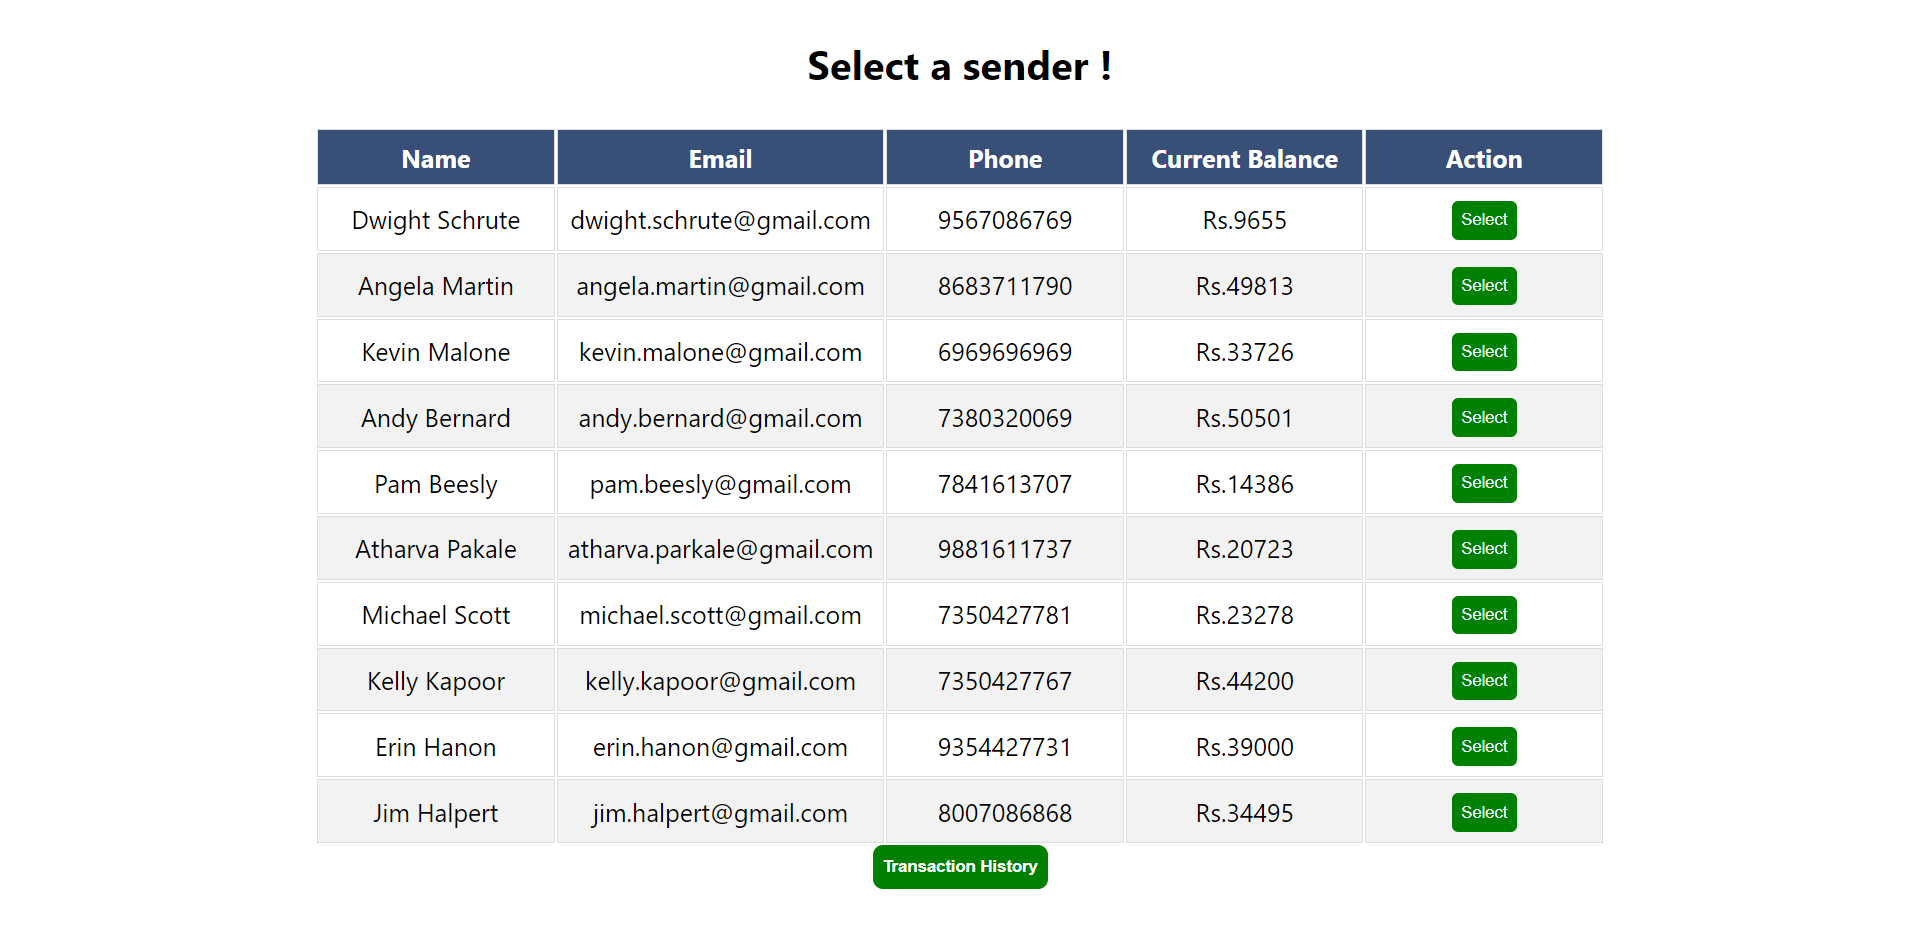 Select a sender !
Name Email Phone Current Balance Action
Dwight Schrute dwight.schrute@gmail.com 9567086769 Rs.9655 Select
Angela Martin angela.martin@gmail.com 8683711790 Rs.49813 Select
Kevin Malone kevin.malone@gmail.com 6969696969 Rs.33726 Select
Andy Bernard andy.bernard@gmail.com 7380320069 Rs.50501 Select
Pam Beesly pam.beesly@gmail.com 7841613707 Rs.14386 Select
Atharva Pakale atharva.parkale@gmail.com 9881611737 Rs.20723 Select
Michael Scott michael.scott@gmail.com 7350427781 Rs.23278 Select
Kelly Kapoor kelly.kapoor@gmail.com 7350427767 Rs.44200 Select
Erin Hanon erin.hanon@gmail.com 9354427731 Rs.39000 Select
Jim Halpert jim.halpert@gmail.com 8007086868 Rs.34495 Select
Transaction History